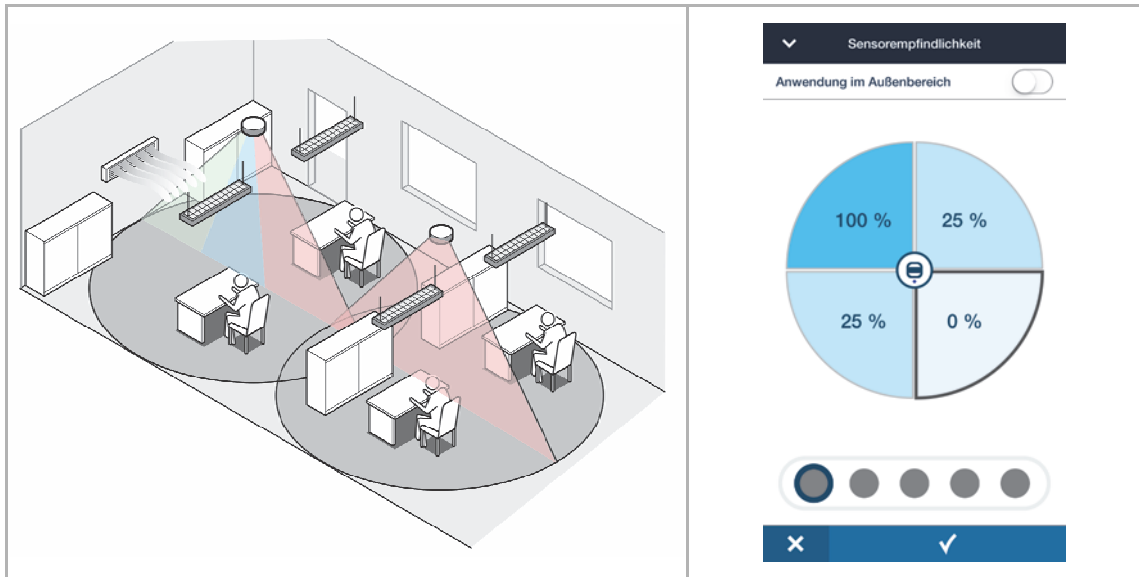 Sensorempfindlichkeit
Anwendung im Außenbereich
100 %
25 %
25 %
0 %